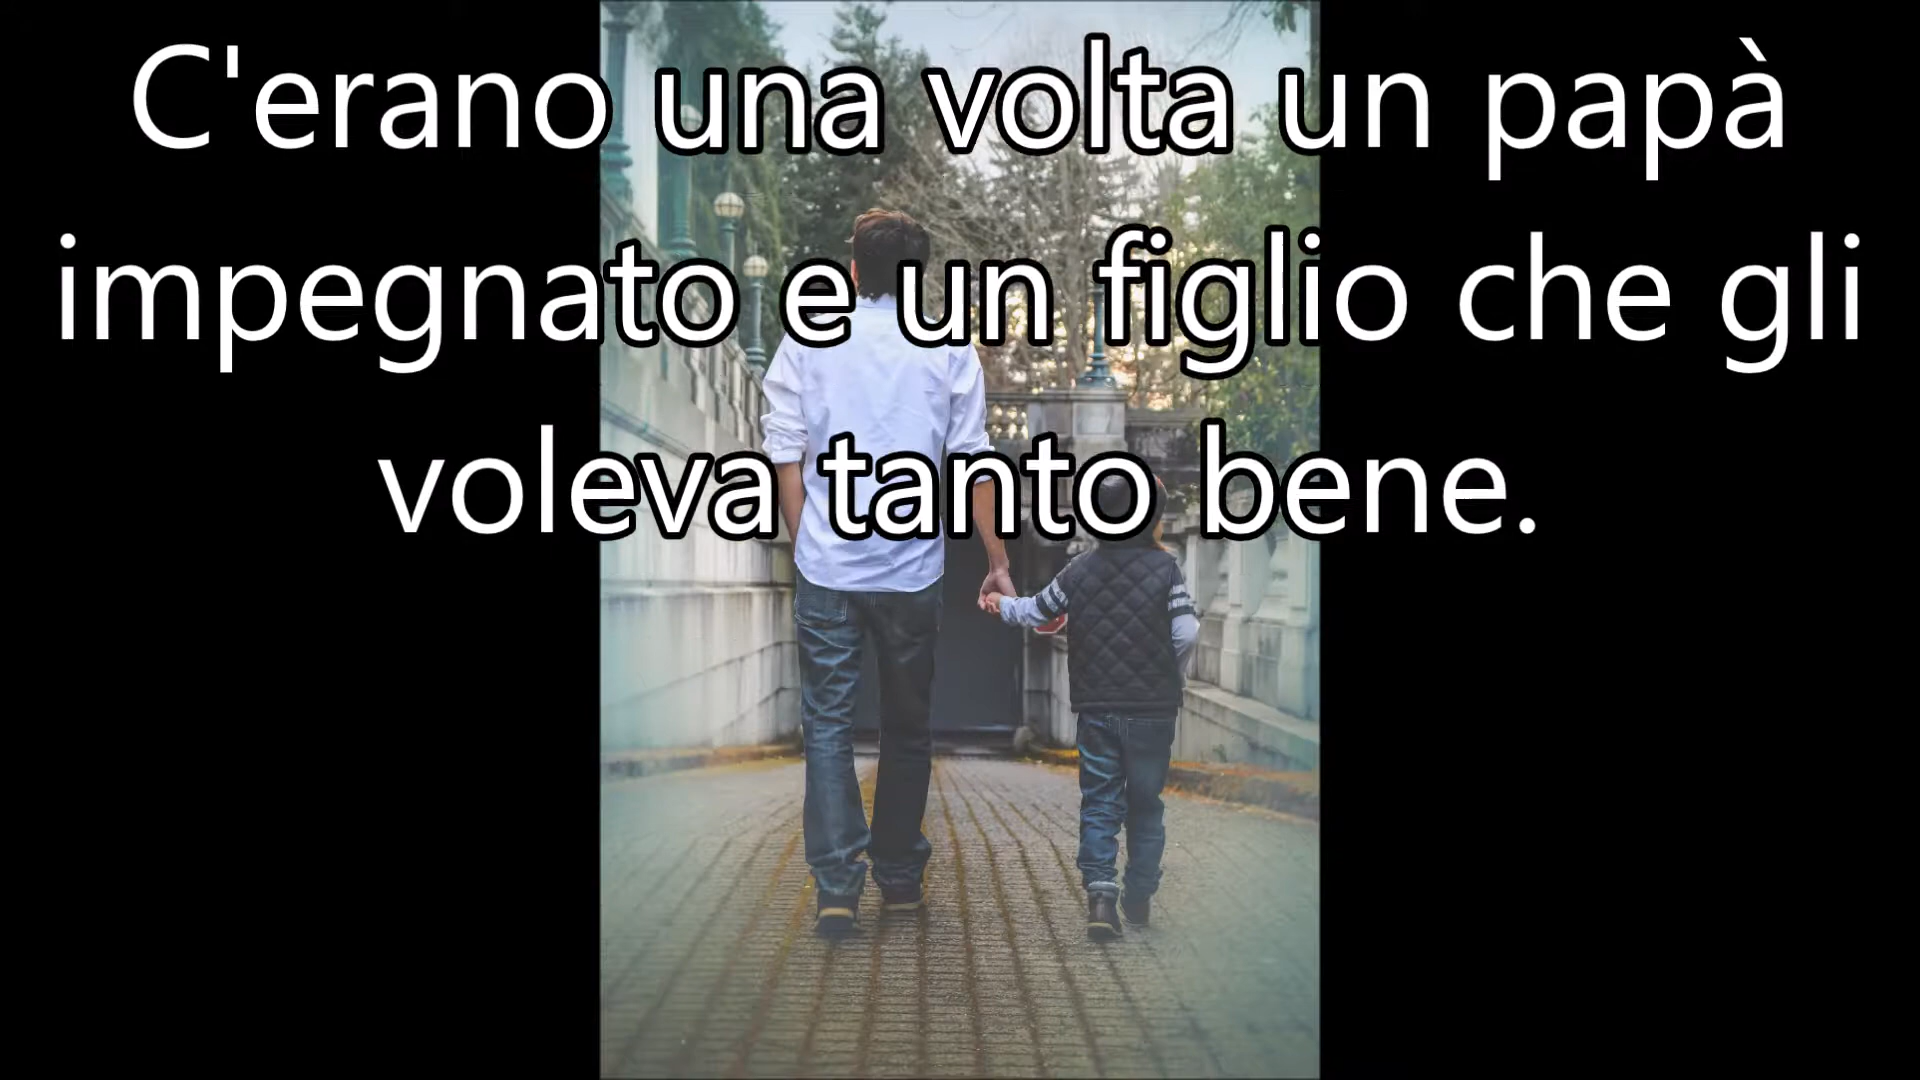 C'erano una volta un papà
impegnato e un figlio che gli
voleva tanto bene.